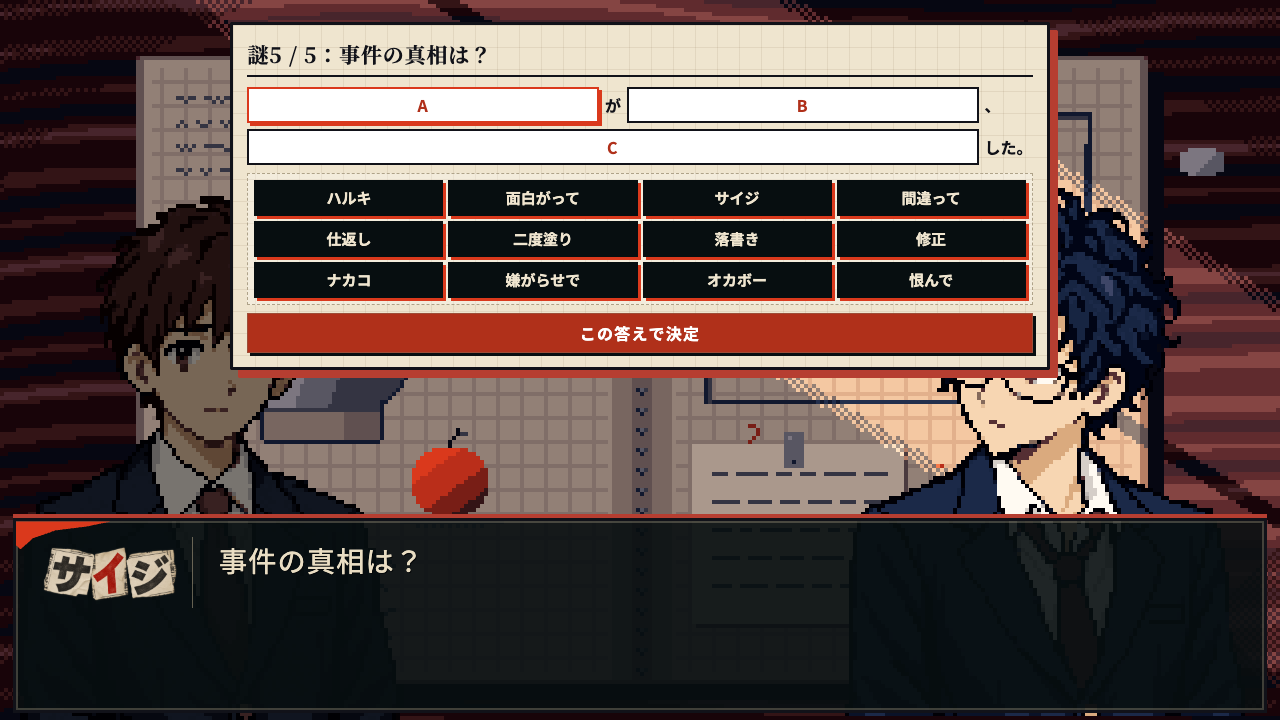 謎5 / 5：事件の真相は？
A が B 、
C した。
ハルキ 面白がって サイジ 間違って
仕返し 二度塗り 落書き 修正
ナカコ 嫌がらせで オカボー 恨んで
この答えで決定
サイジ
事件の真相は？